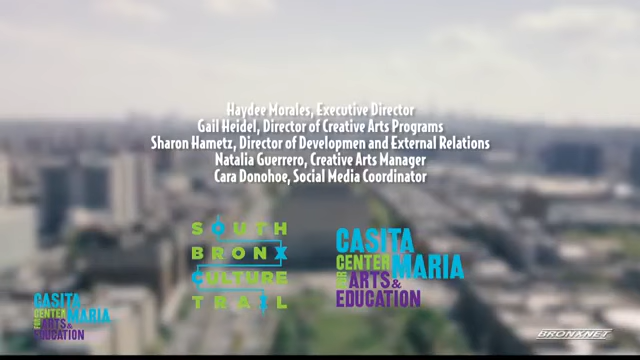 Haydee Morales, Executive Director
Gail Heidel, Director of Creative Arts Programs
Sharon Hametz, Director of Developmen and External Relations
Natalia Guerrero, Creative Arts Manager
Cara Donohoe, Social Media Coordinator
SOUTH
BRONX
CULTURE
TRAIL
CASITA
MARIA
CENTER
FOR ARTS &
EDUCATION
CASITA
MARIA
CENTER
FOR ARTS &
EDUCATION
BRONXNET